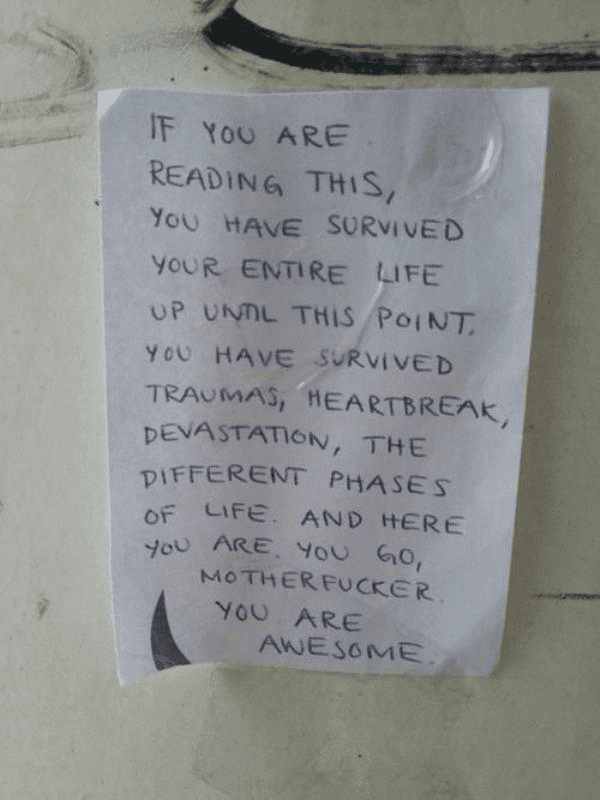 IF YOU ARE
READING THIS,
YOU HAVE SURVIVED
YOUR ENTIRE LIFE
UP UNTIL THIS POINT.
YOU HAVE SURVIVED
TRAUMAS, HEARTBREAK,
DEVASTATION, THE
DIFFERENT PHASES
OF LIFE. AND HERE
YOU ARE. YOU GO,
MOTHERFUCKER.
YOU ARE
AWESOME.